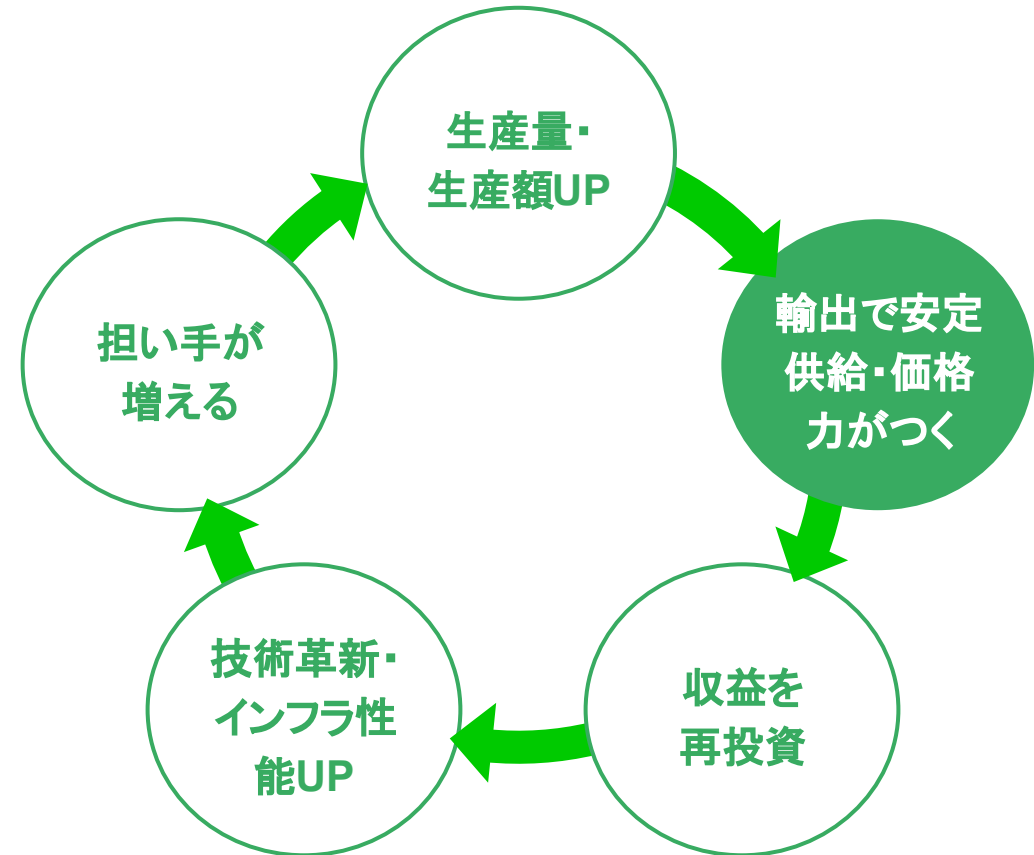 生産量・
生産額UP
輸出で安定
供給・価格
力がつく
収益を
再投資
技術革新・
インフラ性
能UP
担い手が
増える